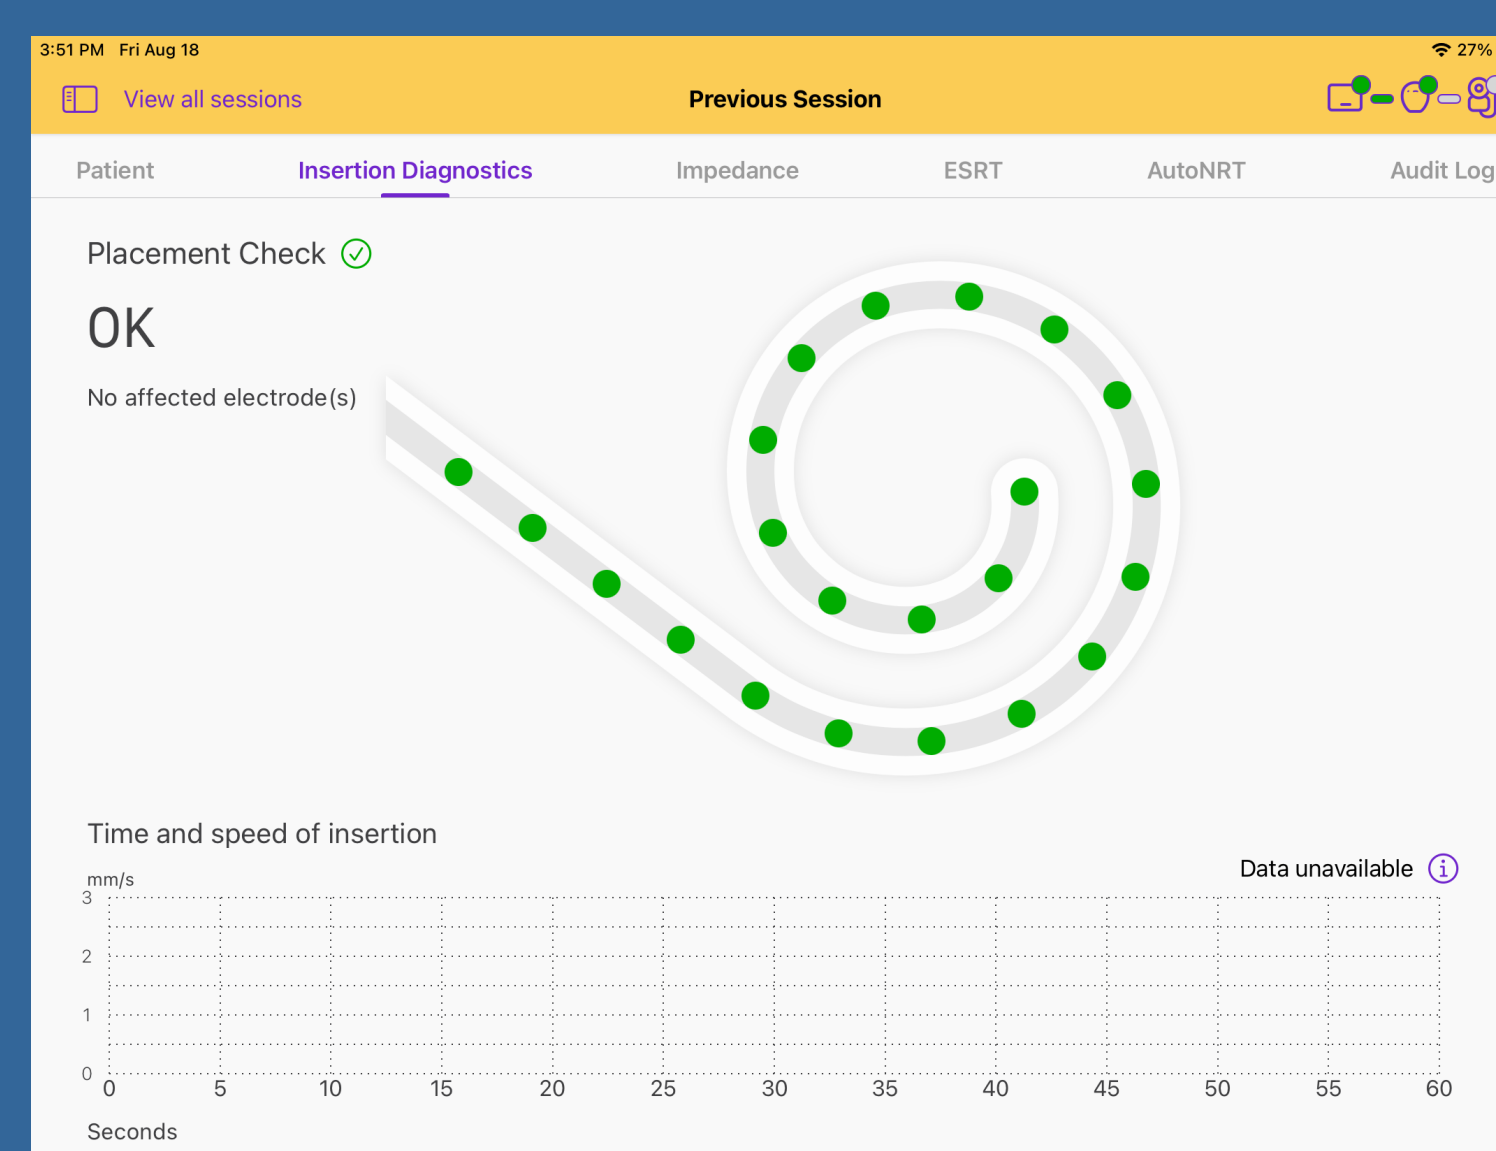 3:51 PM Fri Aug 18 27%
View all sessions Previous Session
Patient Insertion Diagnostics Impedance ESRT AutoNRT Audit Log
Placement Check
OK
No affected electrode(s)
Time and speed of insertion
Data unavailable
mm/s
3
2
1
0
0 5 10 15 20 25 30 35 40 45 50 55 60
Seconds